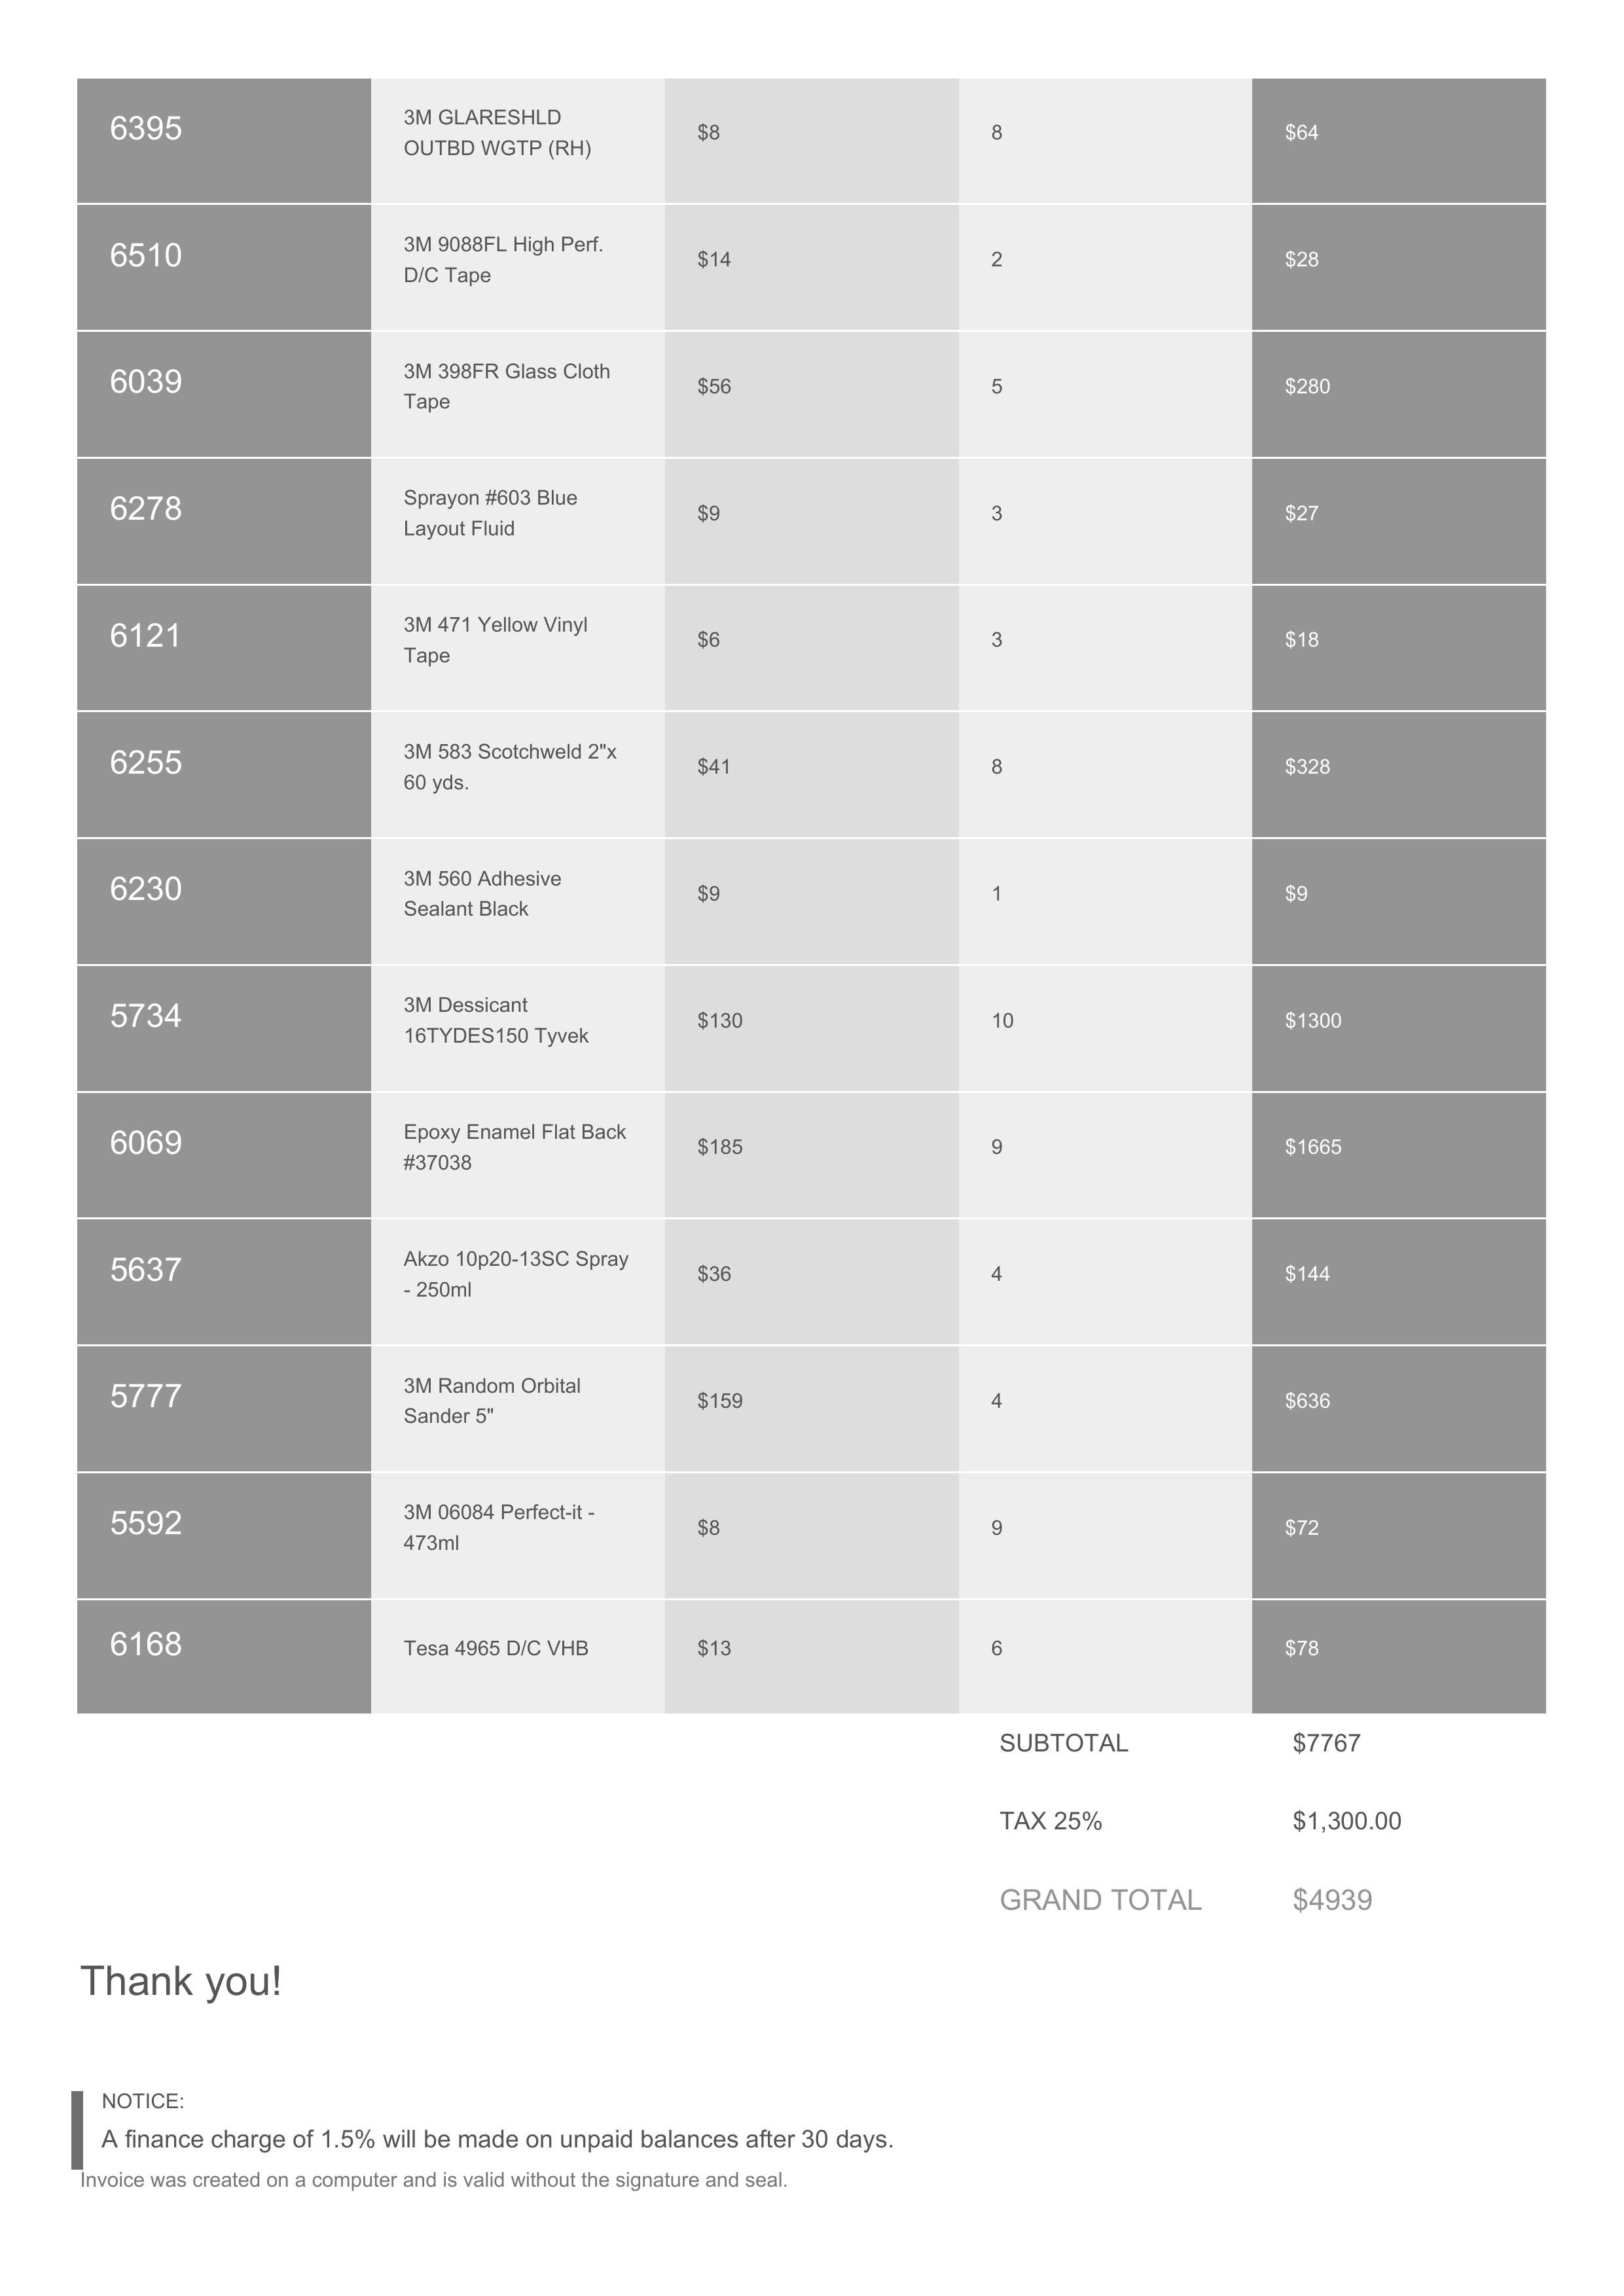 6395 3M GLARESHLD $8 8 $64
OUTBD WGTP (RH)
6510 3M 9088FL High Perf. $14 2 $28
D/C Tape
6039 3M 398FR Glass Cloth $56 5 $280
Tape
6278 Sprayon #603 Blue $9 3 $27
Layout Fluid
6121 3M 471 Yellow Vinyl $6 3 $18
Tape
6255 3M 583 Scotchweld 2"x $41 8 $328
60 yds.
6230 3M 560 Adhesive $9 1 $9
Sealant Black
5734 3M Dessicant $130 10 $1300
16TYDES150 Tyvek
6069 Epoxy Enamel Flat Back $185 9 $1665
#37038
5637 Akzo 10p20-13SC Spray $36 4 $144
- 250ml
5777 3M Random Orbital $159 4 $636
Sander 5"
5592 3M 06084 Perfect-it - $8 9 $72
473ml
6168 Tesa 4965 D/C VHB $13 6 $78
SUBTOTAL $7767
TAX 25% $1,300.00
GRAND TOTAL $4939
Thank you!
NOTICE:
A finance charge of 1.5% will be made on unpaid balances after 30 days.
Invoice was created on a computer and is valid without the signature and seal.